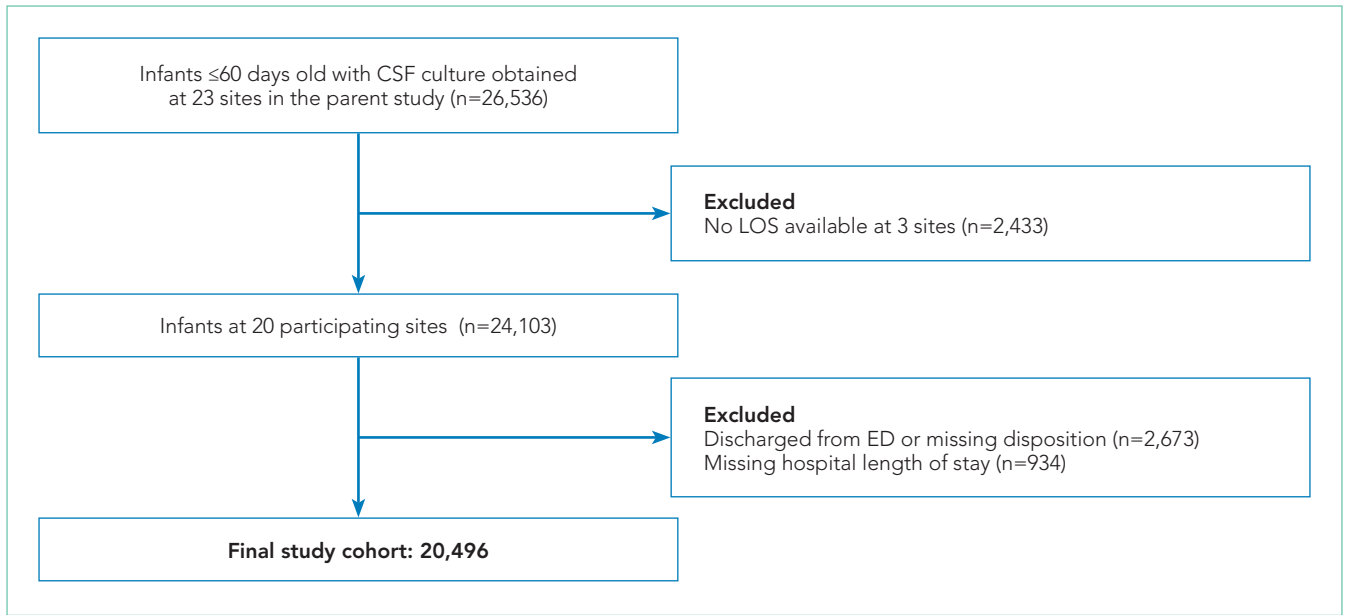 Infants ≤60 days old with CSF culture obtained
at 23 sites in the parent study (n=26,536)
Excluded
No LOS available at 3 sites (n=2,433)
Infants at 20 participating sites (n=24,103)
Excluded
Discharged from ED or missing disposition (n=2,673)
Missing hospital length of stay (n=934)
Final study cohort: 20,496